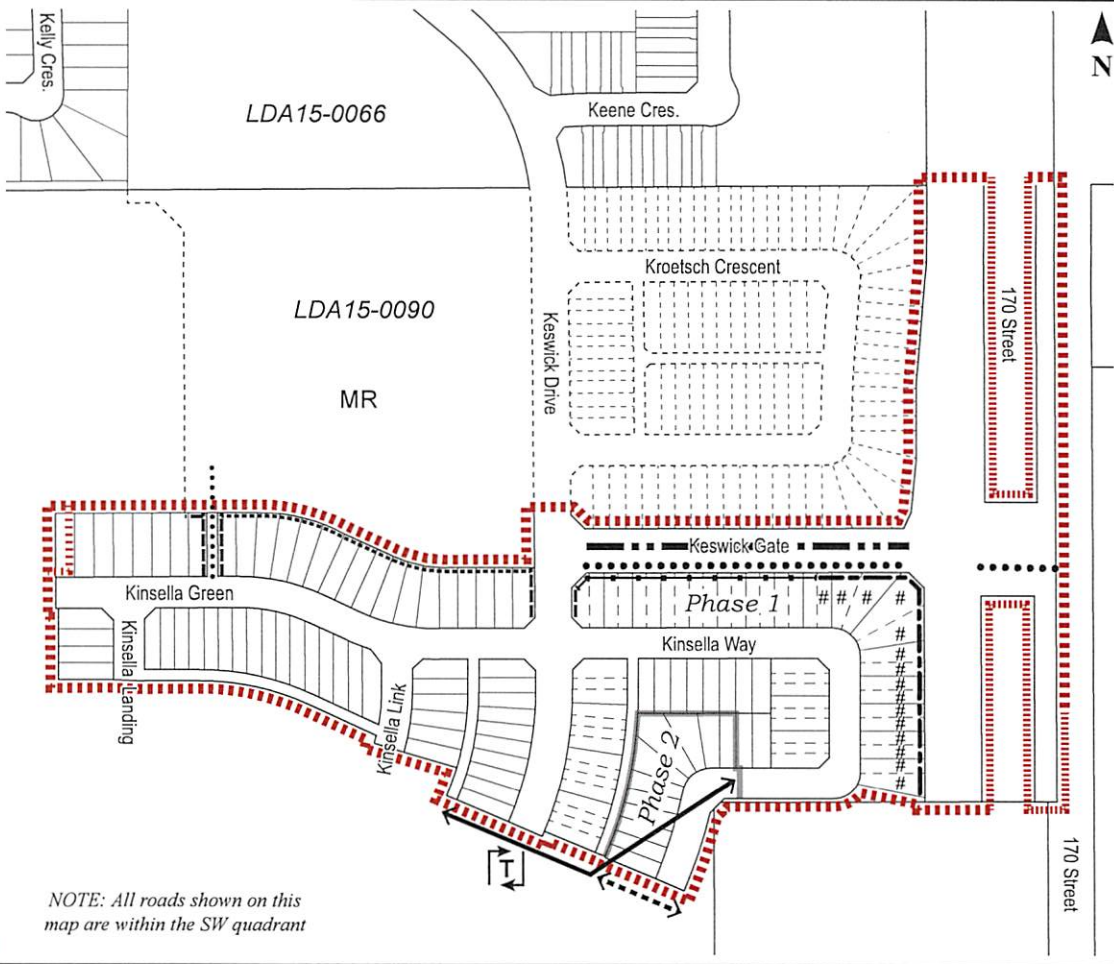 Kelly Cres.
LDA15-0066
Keene Cres.
N
Kroetsch Crescent
LDA15-0090
MR
Keswick Drive
170 Street
Keswick Gate
Kinsella Green
Phase 1
# # # #
Kinsella Way
#
#
#
#
#
#
#
#
#
#
#
#
Kinsella Landing
Kinsella Link
Phase 2
T
170 Street
NOTE: All roads shown on this
map are within the SW quadrant